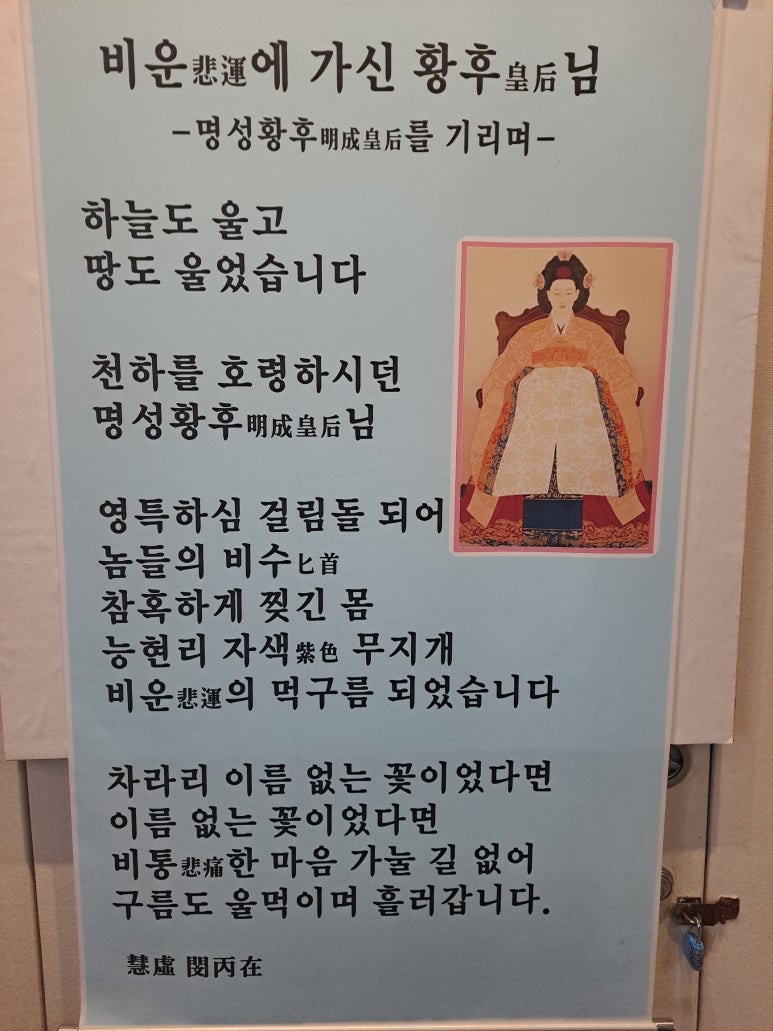 비운悲運에 가신 황후皇后님
-명성황후明成皇后를 기리며-
하늘도 울고
땅도 울었습니다
천하를 호령하시던
명성황후明成皇后님
영특하심 걸림돌 되어
놈들의 비수匕首
참혹하게 찢긴 몸
능현리 자색紫色 무지개
비운悲運의 먹구름 되었습니다
차라리 이름 없는 꽃이었다면
이름 없는 꽃이었다면
비통悲痛한 마음 가눌 길 없어
구름도 울먹이며 흘러갑니다.
慧虛 閔丙在